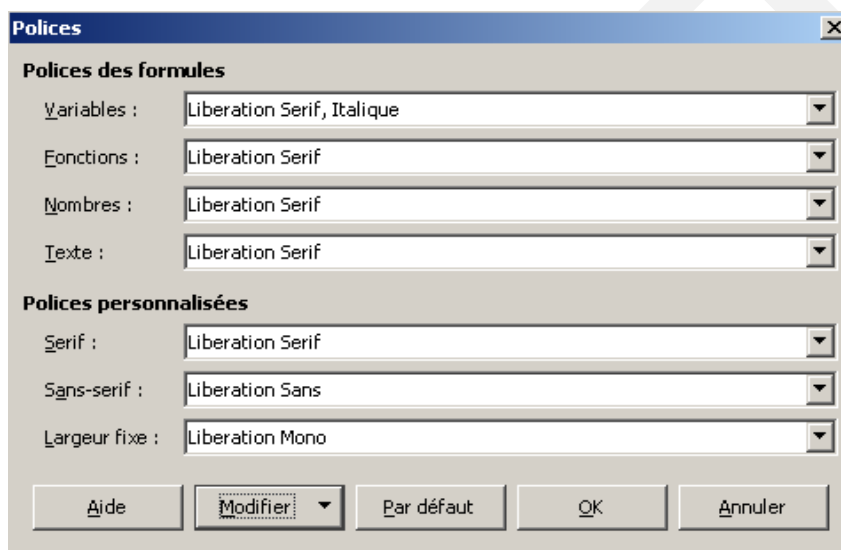 Polices
Polices des formules
Variables : Liberation Serif, Italique
Fonctions : Liberation Serif
Nombres : Liberation Serif
Texte : Liberation Serif
Polices personnalisées
Serif : Liberation Serif
Sans-serif : Liberation Sans
Largeur fixe : Liberation Mono
Aide Modifier Par défaut OK Annuler